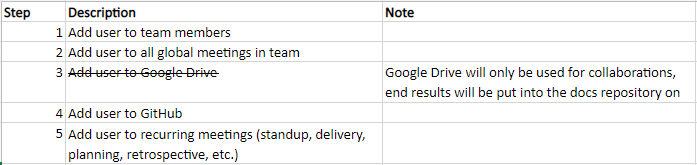 Step Description Note
1 Add user to team members
2 Add user to all global meetings in team
3 Add user to Google Drive Google Drive will only be used for collaborations,
end results will be put into the docs repository on
4 Add user to GitHub
5 Add user to recurring meetings (standup, delivery,
planning, retrospective, etc.)